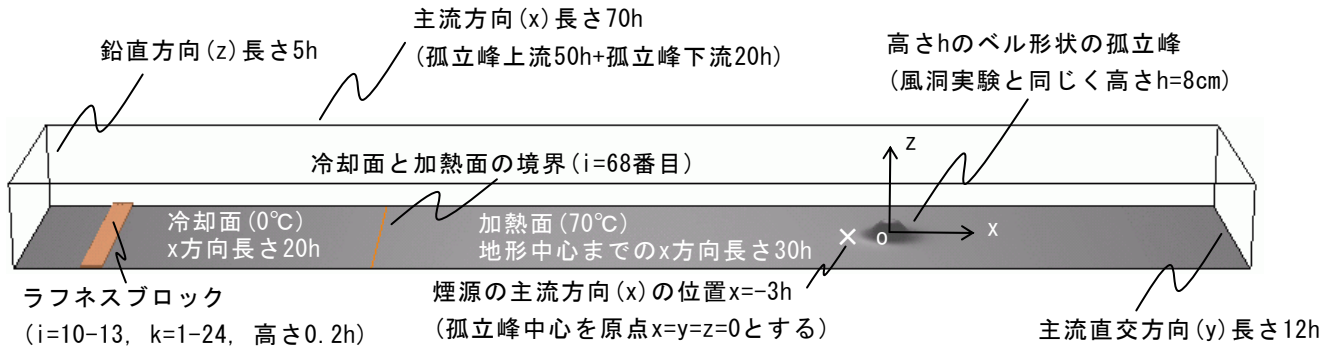 主流方向(x)長さ70h
(孤立峰上流50h+孤立峰下流20h)
鉛直方向(z)長さ5h
高さhのベル形状の孤立峰
(風洞実験と同じく高さh=8cm)
冷却面と加熱面の境界(i=68番目)
z
冷却面(0℃)
x方向長さ20h
加熱面(70℃)
地形中心までのx方向長さ30h
o
x
ラフネスブロック
(i=10-13, k=1-24, 高さ0.2h)
煙源の主流方向(x)の位置x=-3h
(孤立峰中心を原点x=y=z=0とする)
主流直交方向(y)長さ12h